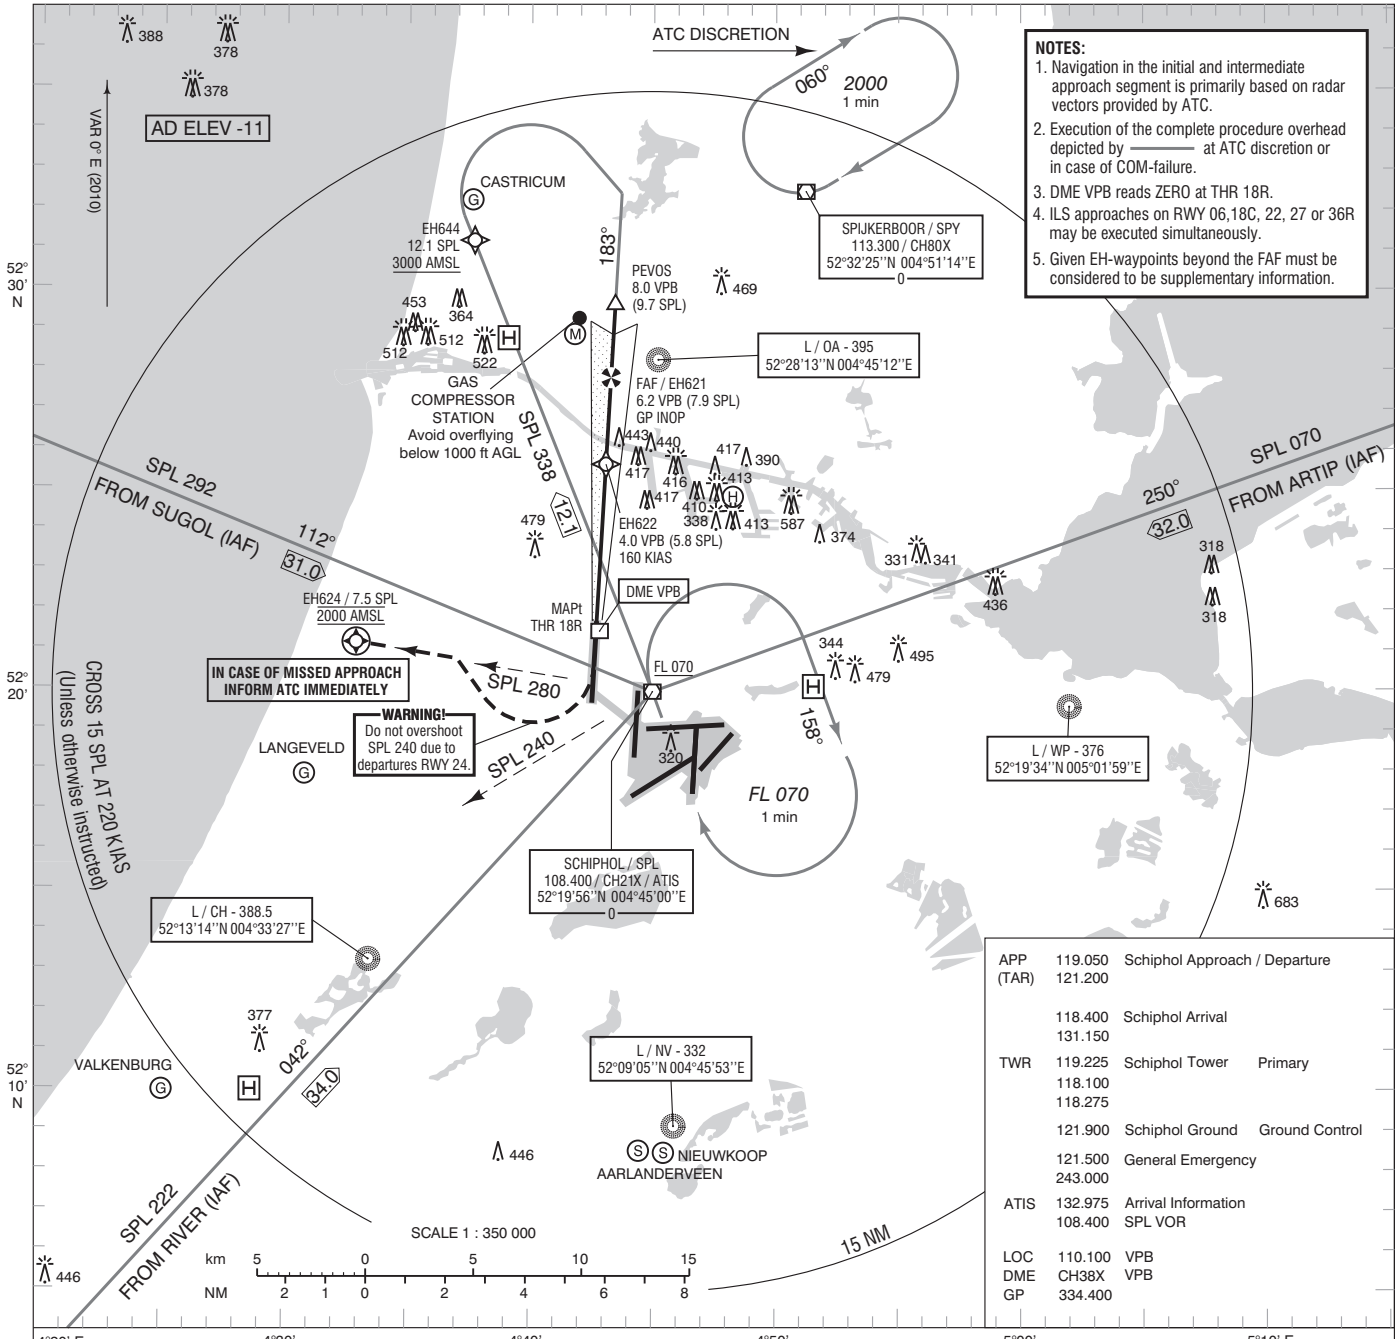 388
378
378
AD ELEV -11
VAR 0° E (2010)
ATC DISCRETION
060°
2000
1 min
NOTES:
1. Navigation in the initial and intermediate
approach segment is primarily based on radar
vectors provided by ATC.
2. Execution of the complete procedure overhead
depicted by ——— at ATC discretion or
in case of COM-failure.
3. DME VPB reads ZERO at THR 18R.
4. ILS approaches on RWY 06,18C, 22, 27 or 36R
may be executed simultaneously.
5. Given EH-waypoints beyond the FAF must be
considered to be supplementary information.
CASTRICUM
G
EH644
12.1 SPL
3000 AMSL
183°
SPIJKERBOOR / SPY
113.300 / CH80X
52°32'25''N 004°51'14''E
0
52°
30'
N
PEVOS
8.0 VPB
(9.7 SPL)
469
453
364
512
512
522
H
M
L / OA - 395
52°28'13''N 004°45'12''E
GAS
COMPRESSOR
STATION
Avoid overflying
below 1000 ft AGL
FAF / EH621
6.2 VPB (7.9 SPL)
GP INOP
SPL 338
12.1
443
440
417
390
417
416
413
417
410
H
338
413
587
374
SPL 292
FROM SUGOL (IAF)
112°
31.0
SPL 070
FROM ARTIP (IAF)
250°
32.0
479
EH622
4.0 VPB (5.8 SPL)
160 KIAS
331
341
318
318
436
DME VPB
MAPt
THR 18R
EH624 / 7.5 SPL
2000 AMSL
IN CASE OF MISSED APPROACH
INFORM ATC IMMEDIATELY
SPL 280
FL 070
344
479
495
H
158°
52°
20'
N
CROSS 15 SPL AT 220 KIAS
(Unless otherwise instructed)
WARNING!
Do not overshoot
SPL 240 due to
departures RWY 24.
SPL 240
LANGEVELD
G
320
FL 070
1 min
L / WP - 376
52°19'34''N 005°01'59''E
SCHIPHOL / SPL
108.400 / CH21X / ATIS
52°19'56''N 004°45'00''E
0
L / CH - 388.5
52°13'14''N 004°33'27''E
683
377
VALKENBURG
G
H
042°
34.0
52°
10'
N
L / NV - 332
52°09'05''N 004°45'53''E
446
S
S
NIEUWKOOP
AARLANDERVEEN
SPL 222
FROM RIVER (IAF)
446
15 NM
SCALE 1 : 350 000
km 5 0 5 10 15
NM 2 1 0 2 4 6 8
APP 119.050 Schiphol Approach / Departure
(TAR) 121.200
118.400 Schiphol Arrival
131.150
TWR 119.225 Schiphol Tower Primary
118.100
118.275
121.900 Schiphol Ground Ground Control
121.500 General Emergency
243.000
ATIS 132.975 Arrival Information
108.400 SPL VOR
LOC 110.100 VPB
DME CH38X VPB
GP 334.400